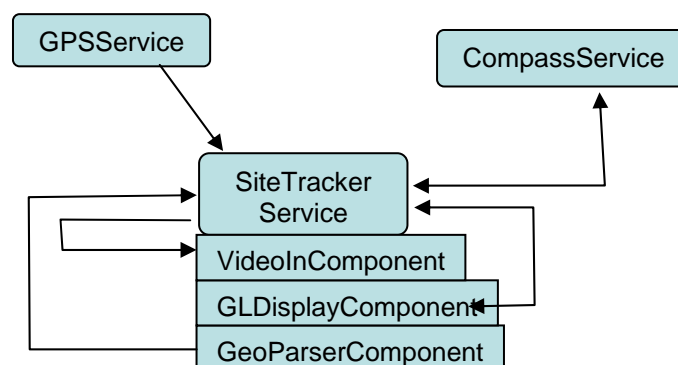 GPSService
CompassService
SiteTracker
Service
VideoInComponent
GLDisplayComponent
GeoParserComponent